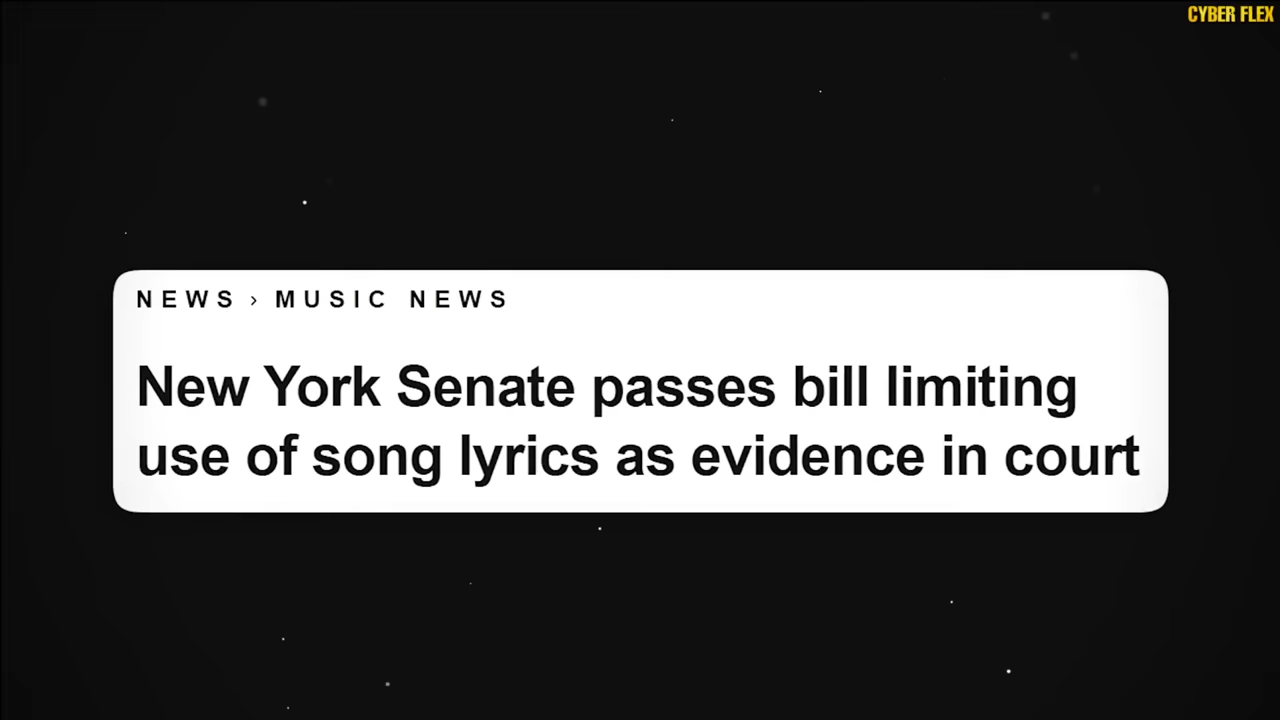 CYBER FLEX
NEWS › MUSIC NEWS
New York Senate passes bill limiting
use of song lyrics as evidence in court